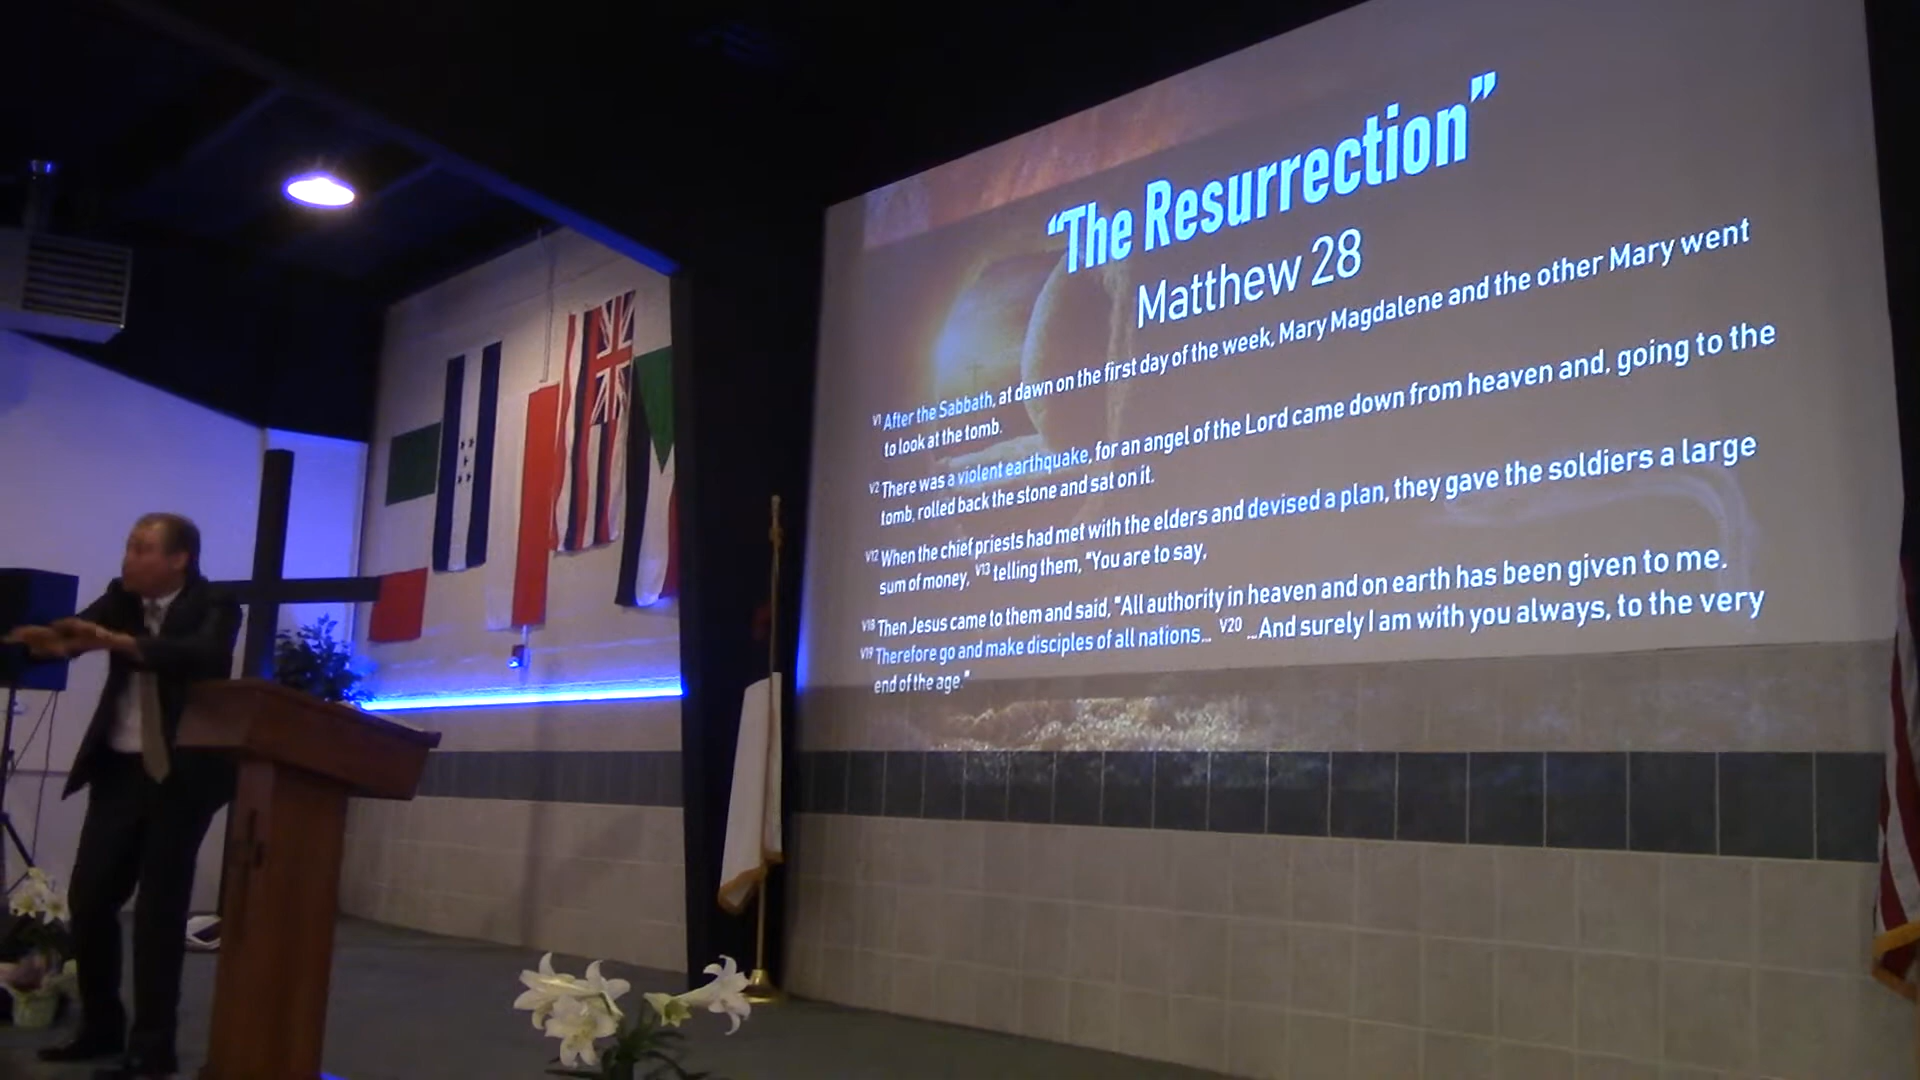 “The Resurrection”
Matthew 28
V1 After the Sabbath, at dawn on the first day of the week, Mary Magdalene and the other Mary went
to look at the tomb.
V2 There was a violent earthquake, for an angel of the Lord came down from heaven and, going to the
tomb, rolled back the stone and sat on it.
V12 When the chief priests had met with the elders and devised a plan, they gave the soldiers a large
sum of money, V13 telling them, "You are to say,
V18 Then Jesus came to them and said, "All authority in heaven and on earth has been given to me.
V19 Therefore go and make disciples of all nations... V20 ...And surely I am with you always, to the very
end of the age."